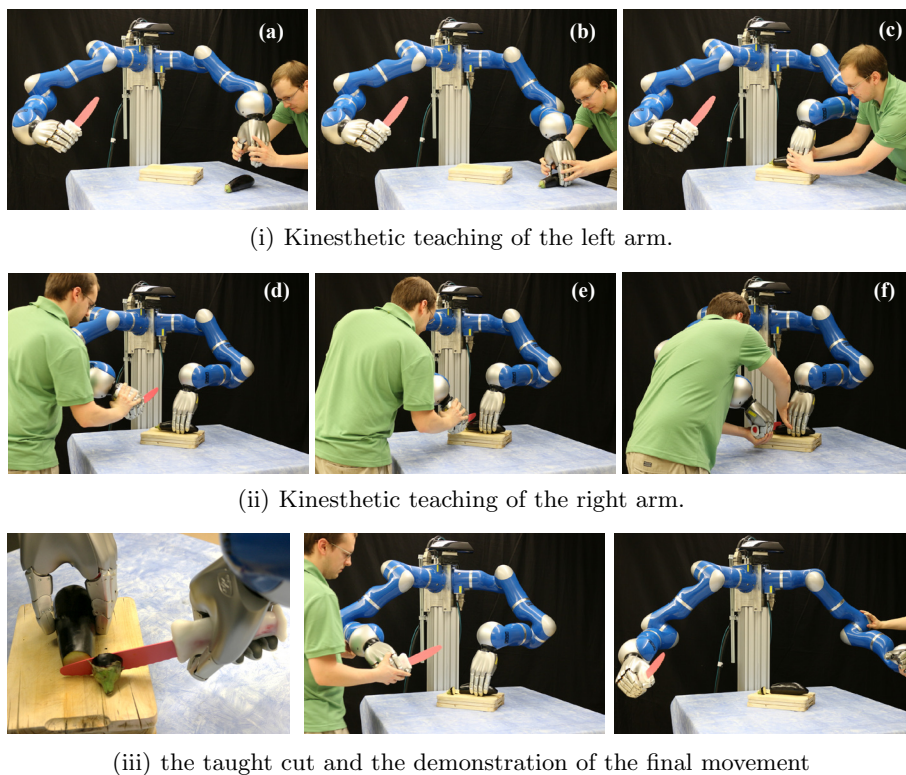 (a)
(b)
(c)
(i) Kinesthetic teaching of the left arm.
(d)
(e)
(f)
(ii) Kinesthetic teaching of the right arm.
(iii) the taught cut and the demonstration of the final movement